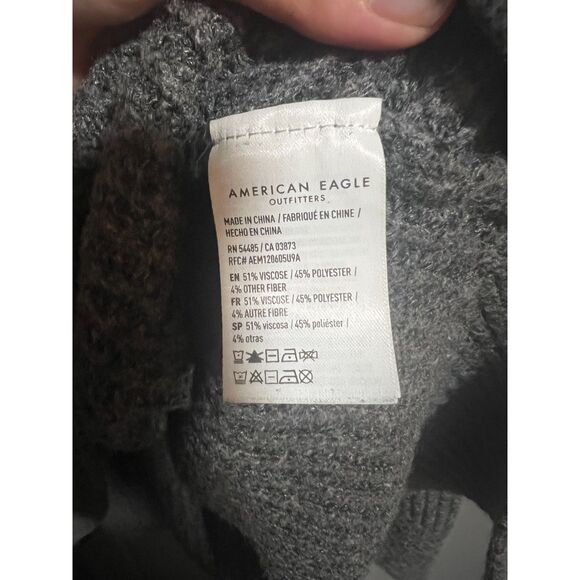 AMERICAN EAGLE
OUTFITTERS
MADE IN CHINA / FABRIQUÉ EN CHINE /
HECHO EN CHINA
RN 54485 / CA 03873
RFC# AEM120605U9A
EN 51% VISCOSE / 45% POLYESTER /
4% OTHER FIBER
FR 51% VISCOSE / 45% POLYESTER /
4% AUTRE FIBRE
SP 51% viscosa / 45% poliéster /
4% otras